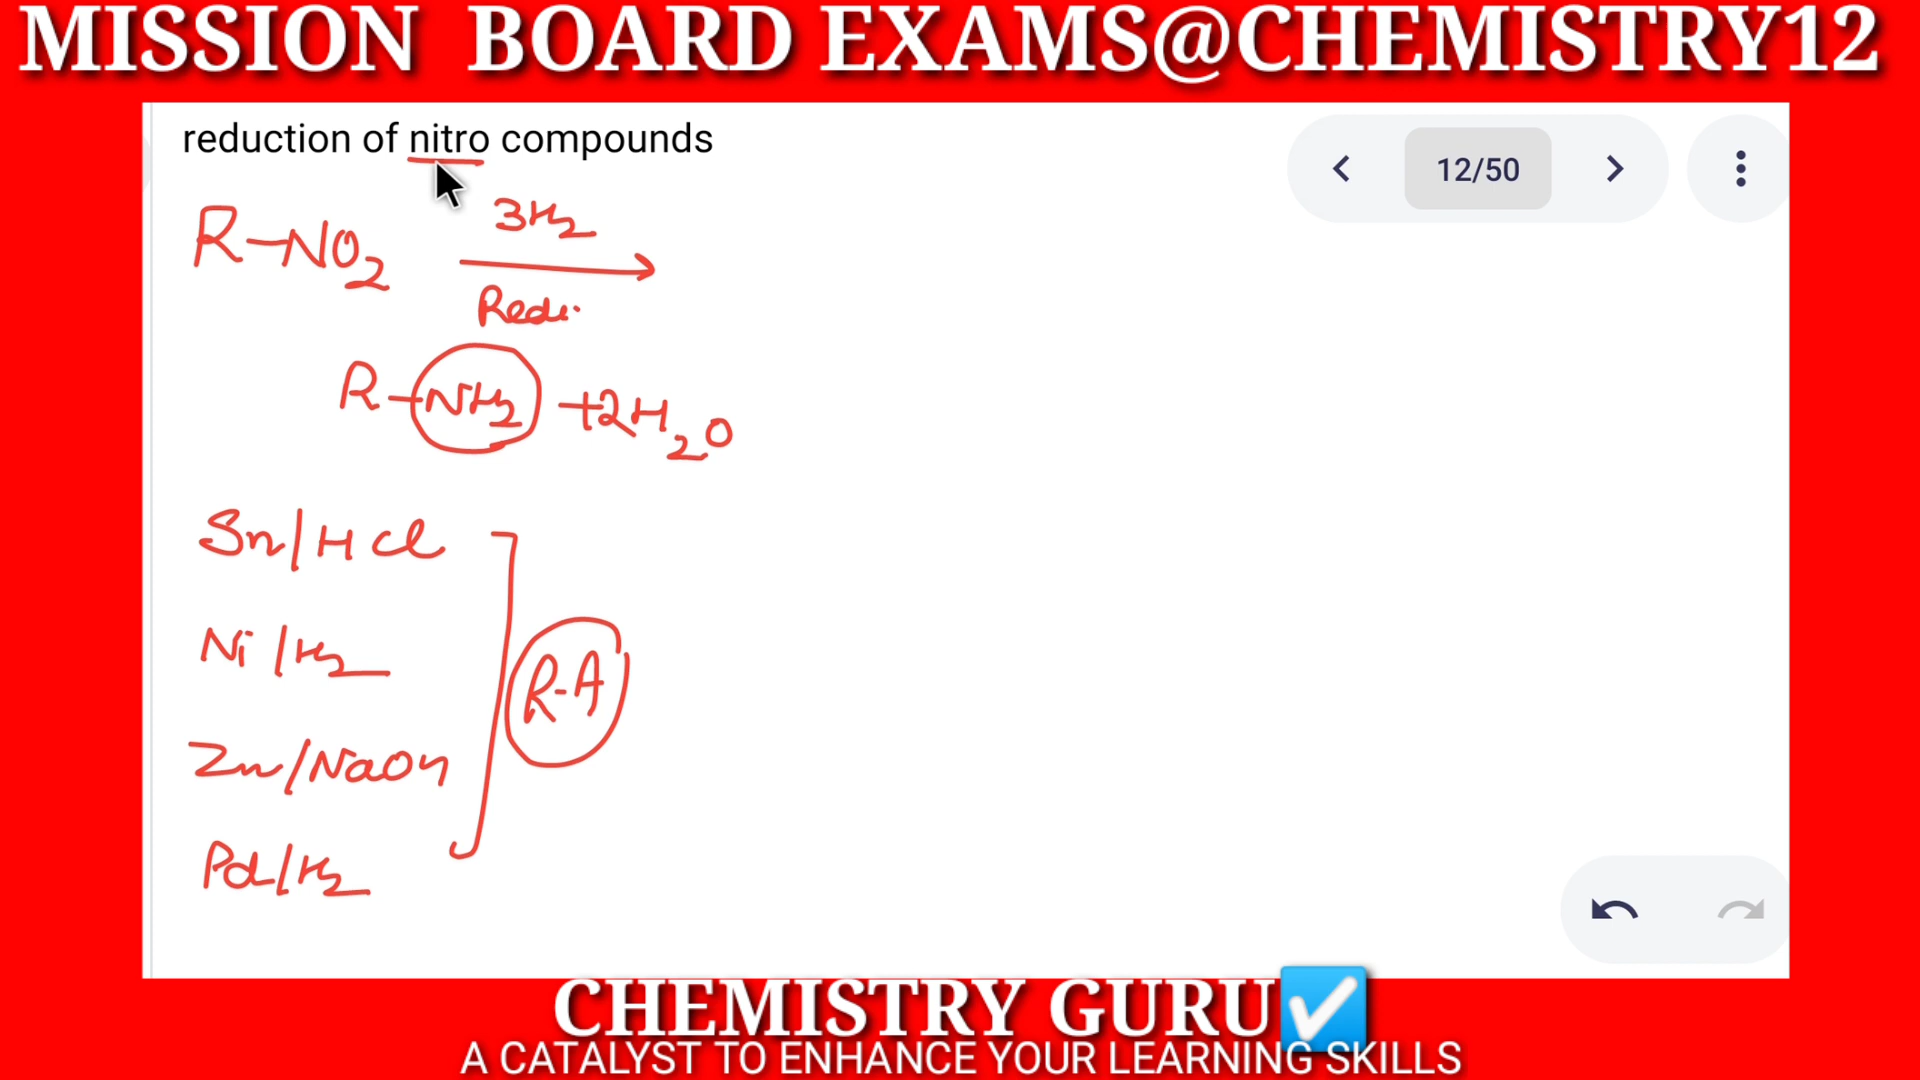 MISSION BOARD EXAMS@CHEMISTRY12
reduction of nitro compounds
12/50
R-NO2 3H2
Redu.
R-NH2 +2H2O
Sn/HCl
Ni/H2
R-A
Zn/NaOH
Pd/H2
CHEMISTRY GURU✅
A CATALYST TO ENHANCE YOUR LEARNING SKILLS